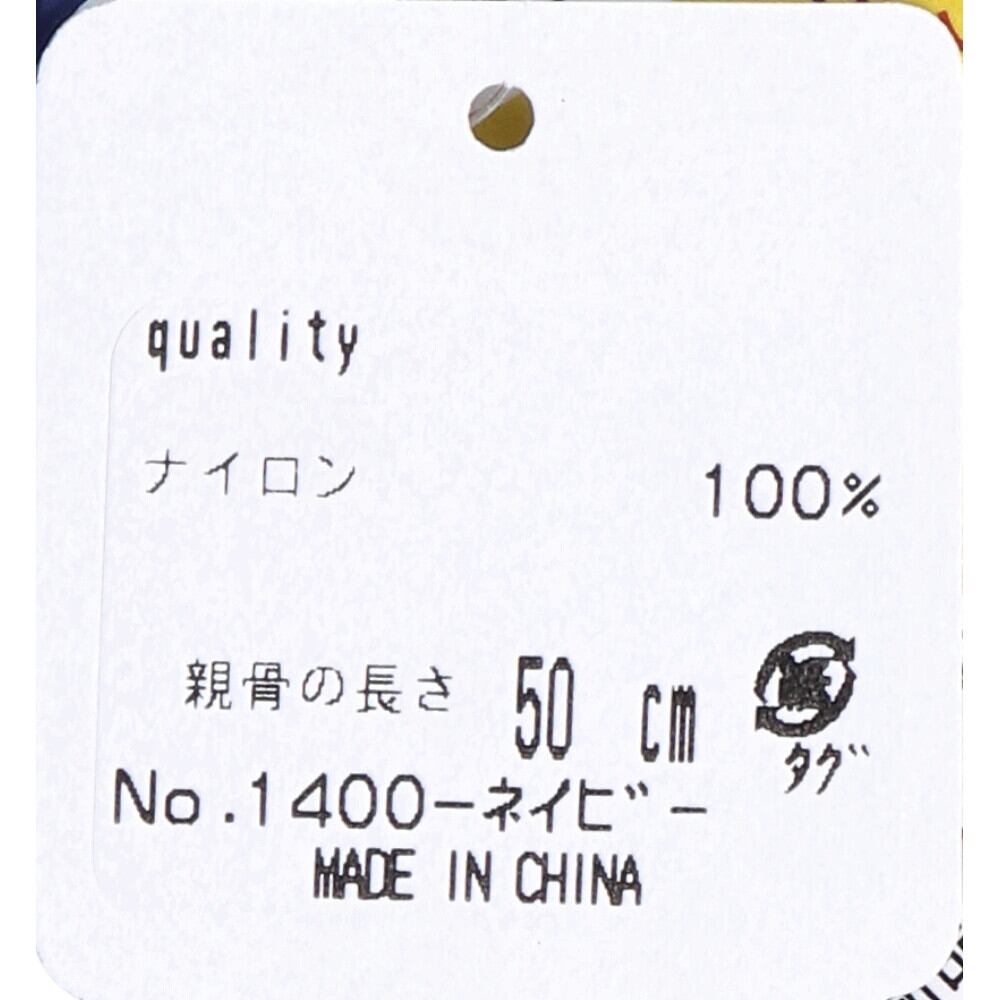 quality
ナイロン 100%
親骨の長さ 50 cm
タグ
No.1400-ネイビー
MADE IN CHINA